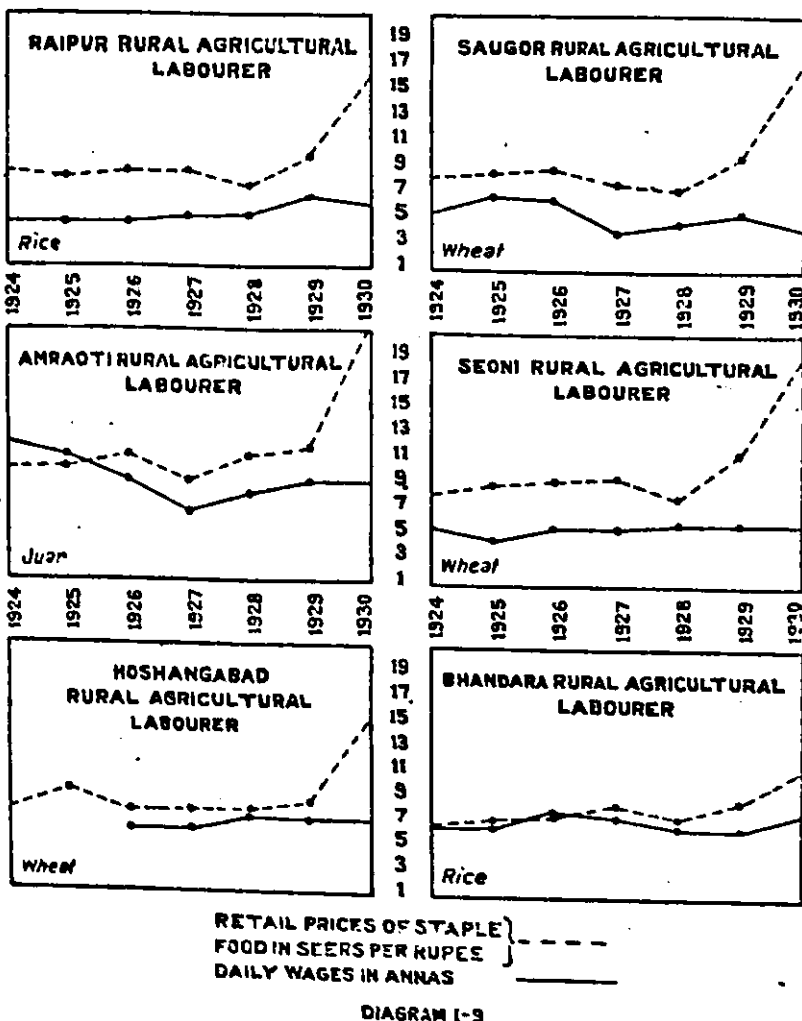 RAIPUR RURAL AGRICULTURAL
LABOURER
Rice
19
17
15
13
11
9
7
5
3
1
SAUGOR RURAL AGRICULTURAL
LABOURER
Wheat
1924
1925
1926
1927
1928
1929
1930
1924
1925
1926
1927
1928
1929
1930
AMRAOTI RURAL AGRICULTURAL
LABOURER
Juar
19
17
15
13
11
9
7
5
3
1
SEONI RURAL AGRICULTURAL
LABOURER
Wheat
1924
1925
1926
1927
1928
1929
1930
1924
1925
1926
1927
1928
1929
1930
HOSHANGABAD
RURAL AGRICULTURAL
LABOURER
Wheat
19
17
15
13
11
9
7
5
3
1
BHANDARA RURAL AGRICULTURAL
LABOURER
Rice
RETAIL PRICES OF STAPLE
FOOD IN SEERS PER RUPEE
DAILY WAGES IN ANNAS
DIAGRAM I-9